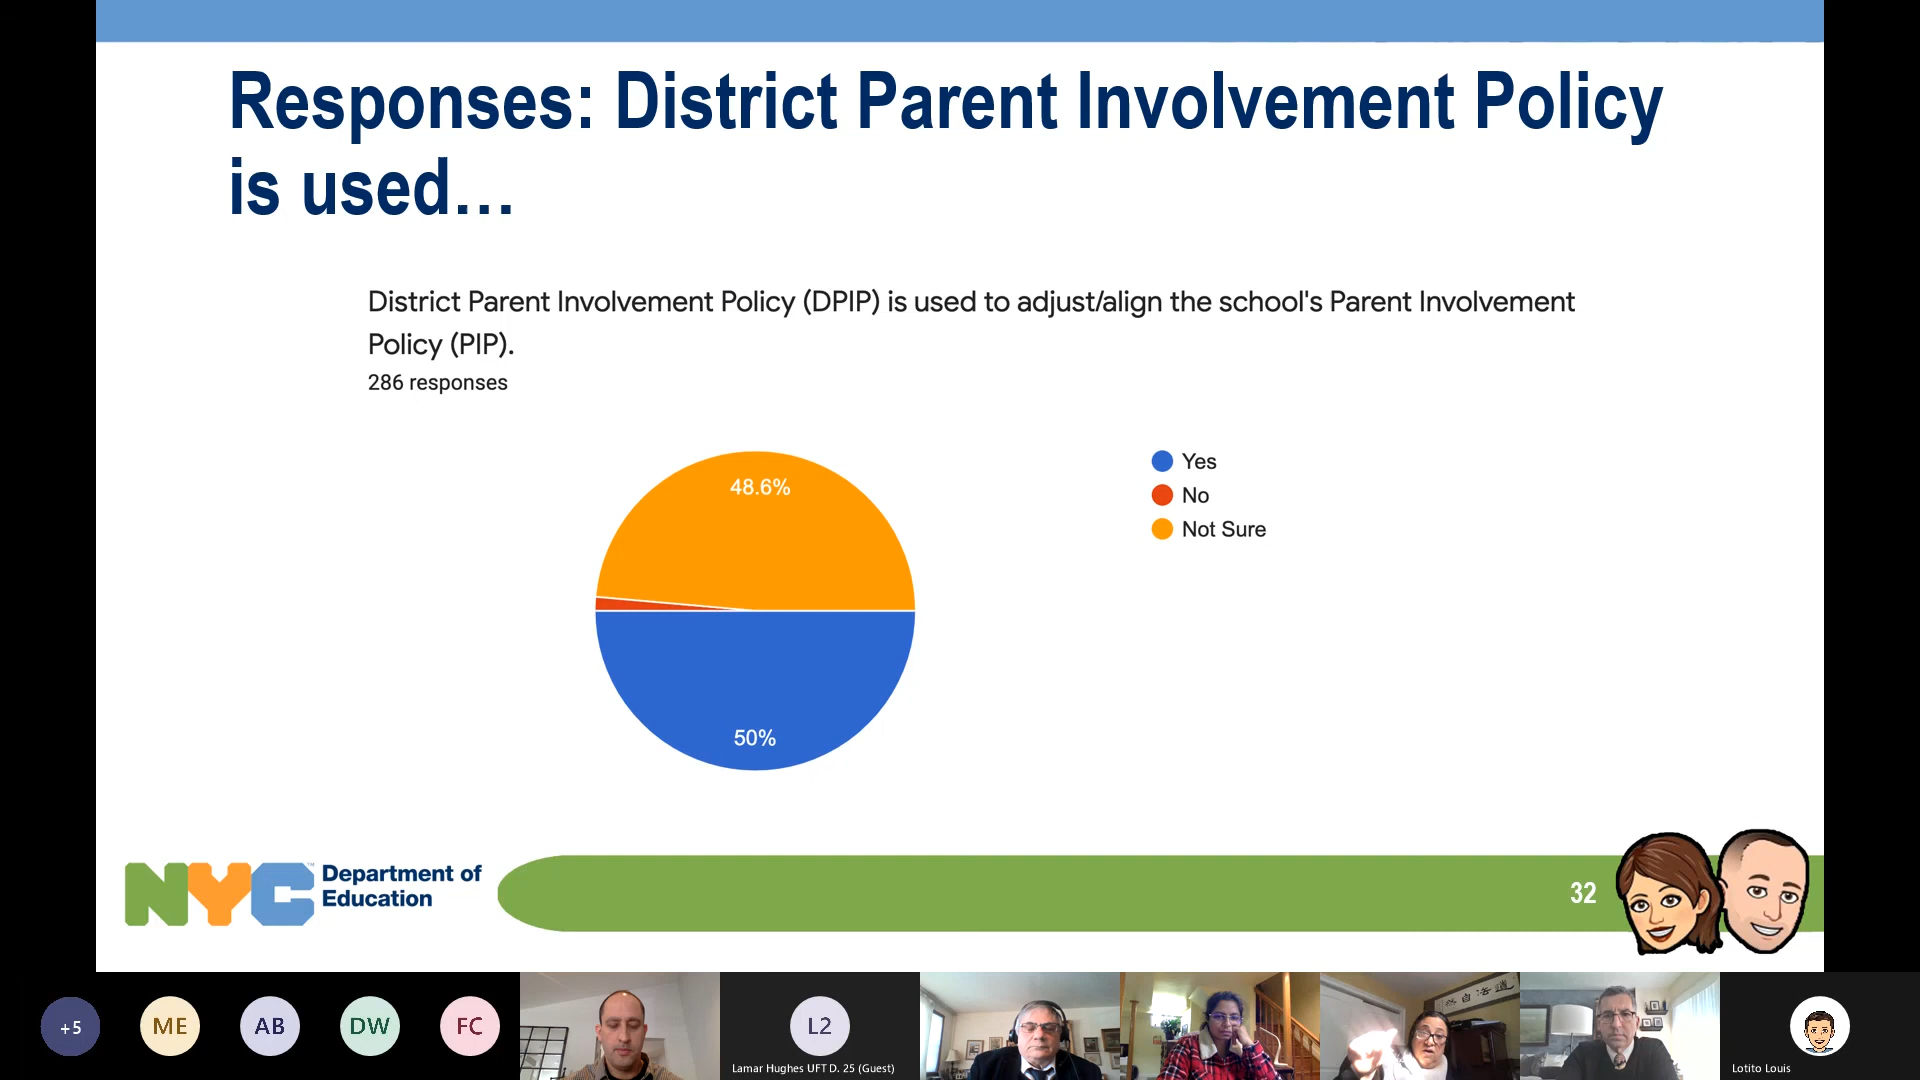 Responses: District Parent Involvement Policy
is used…
District Parent Involvement Policy (DPIP) is used to adjust/align the school's Parent Involvement
Policy (PIP).
286 responses
48.6%
50%
Yes
No
Not Sure
NYC
Department of
Education
32
+5
ME
AB
DW
FC
L2
Lamar Hughes UFT D. 25 (Guest)
Lotito Louis